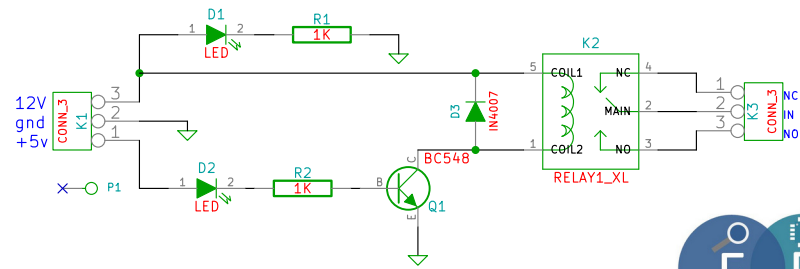 D1
1 2
LED
R1
1K
K2
5 COIL1 NC 4
MAIN 2
1 COIL2 NO 3
RELAY1_XL
12V
gnd
+5v
CONN_3
K1
3
2
1
D3
IN4007
1
2
3
CONN_3
K3
NC
IN
NO
P1
D2
1 2
LED
R2
1K
B
C
E
BC548
Q1